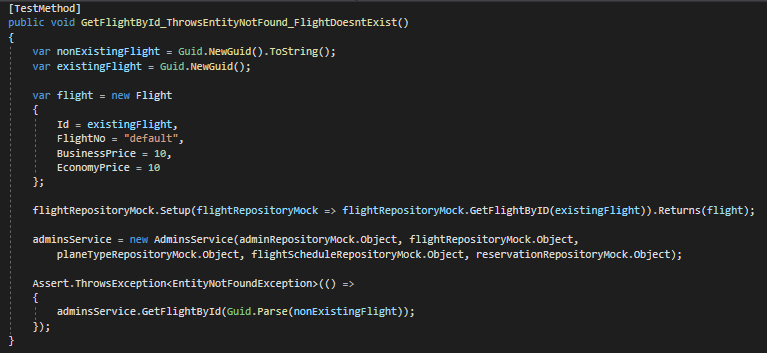 [TestMethod]
public void GetFlightById_ThrowsEntityNotFound_FlightDoesntExist()
{
var nonExistingFlight = Guid.NewGuid().ToString();
var existingFlight = Guid.NewGuid();
var flight = new Flight
{
Id = existingFlight,
FlightNo = "default",
BusinessPrice = 10,
EconomyPrice = 10
};
flightRepositoryMock.Setup(flightRepositoryMock => flightRepositoryMock.GetFlightByID(existingFlight)).Returns(flight);
adminsService = new AdminsService(adminRepositoryMock.Object, flightRepositoryMock.Object,
planeTypeRepositoryMock.Object, flightScheduleRepositoryMock.Object, reservationRepositoryMock.Object);
Assert.ThrowsException<EntityNotFoundException>(() =>
{
adminsService.GetFlightById(Guid.Parse(nonExistingFlight));
});
}